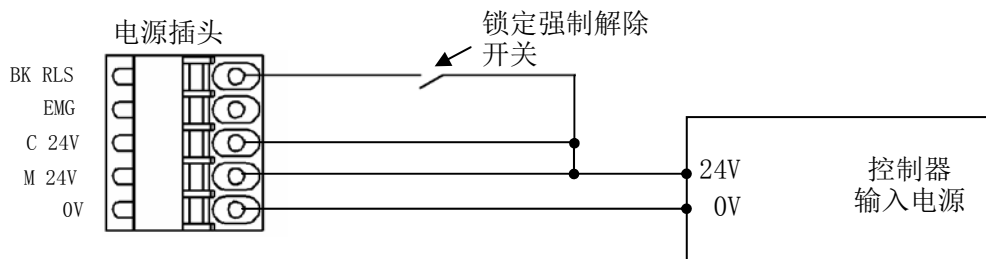 电源插头
锁定强制解除
开关
BK RLS
EMG
C 24V
M 24V
0V
24V
0V
控制器
输入电源